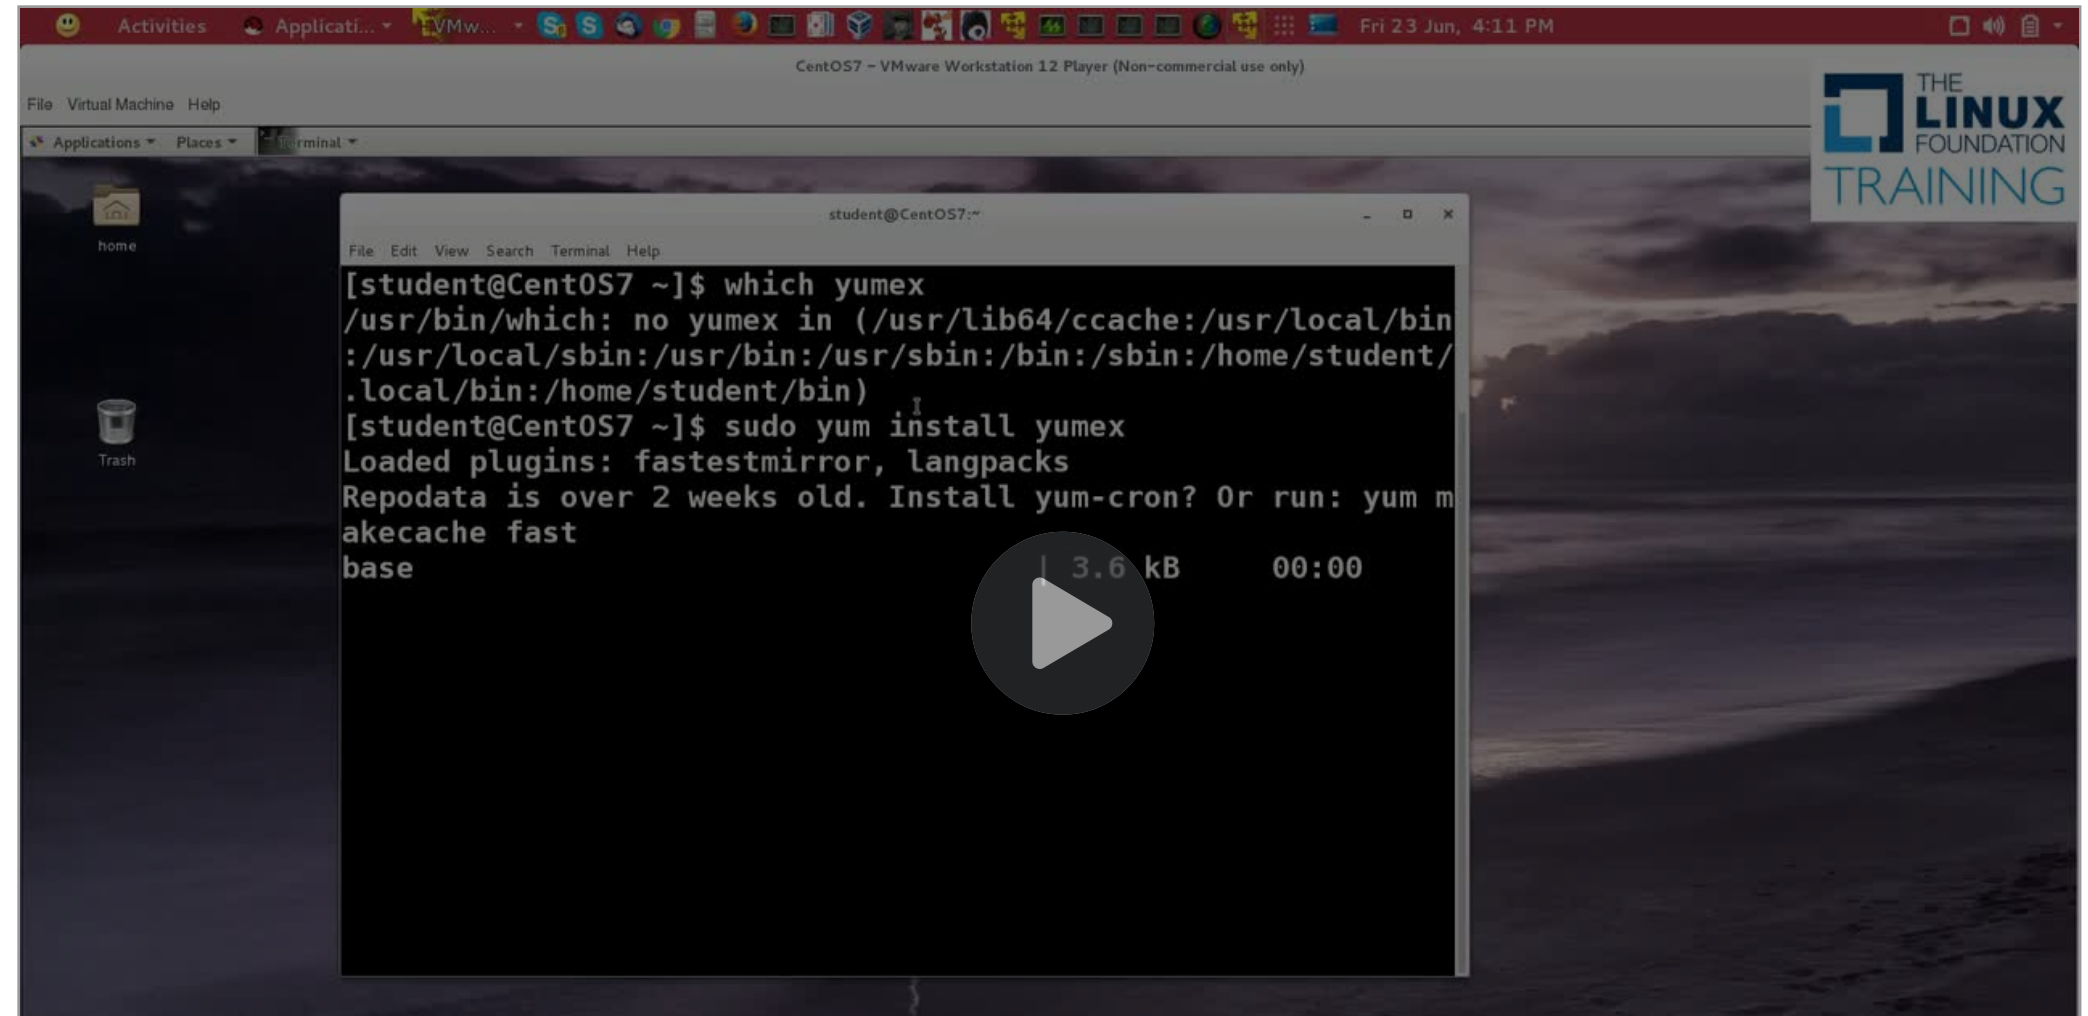 Activities Applicati... VMw... Fri 23 Jun, 4:11 PM
CentOS7 - VMware Workstation 12 Player (Non-commercial use only)
File Virtual Machine Help
THE
LINUX
FOUNDATION
TRAINING
Applications Places Terminal
home
Trash
student@CentOS7:~
File Edit View Search Terminal Help
[student@CentOS7 ~]$ which yumex
/usr/bin/which: no yumex in (/usr/lib64/ccache:/usr/local/bin
:/usr/local/sbin:/usr/bin:/usr/sbin:/bin:/sbin:/home/student/
.local/bin:/home/student/bin)
[student@CentOS7 ~]$ sudo yum install yumex
Loaded plugins: fastestmirror, langpacks
Repodata is over 2 weeks old. Install yum-cron? Or run: yum m
akecache fast
base | 3.6 kB 00:00